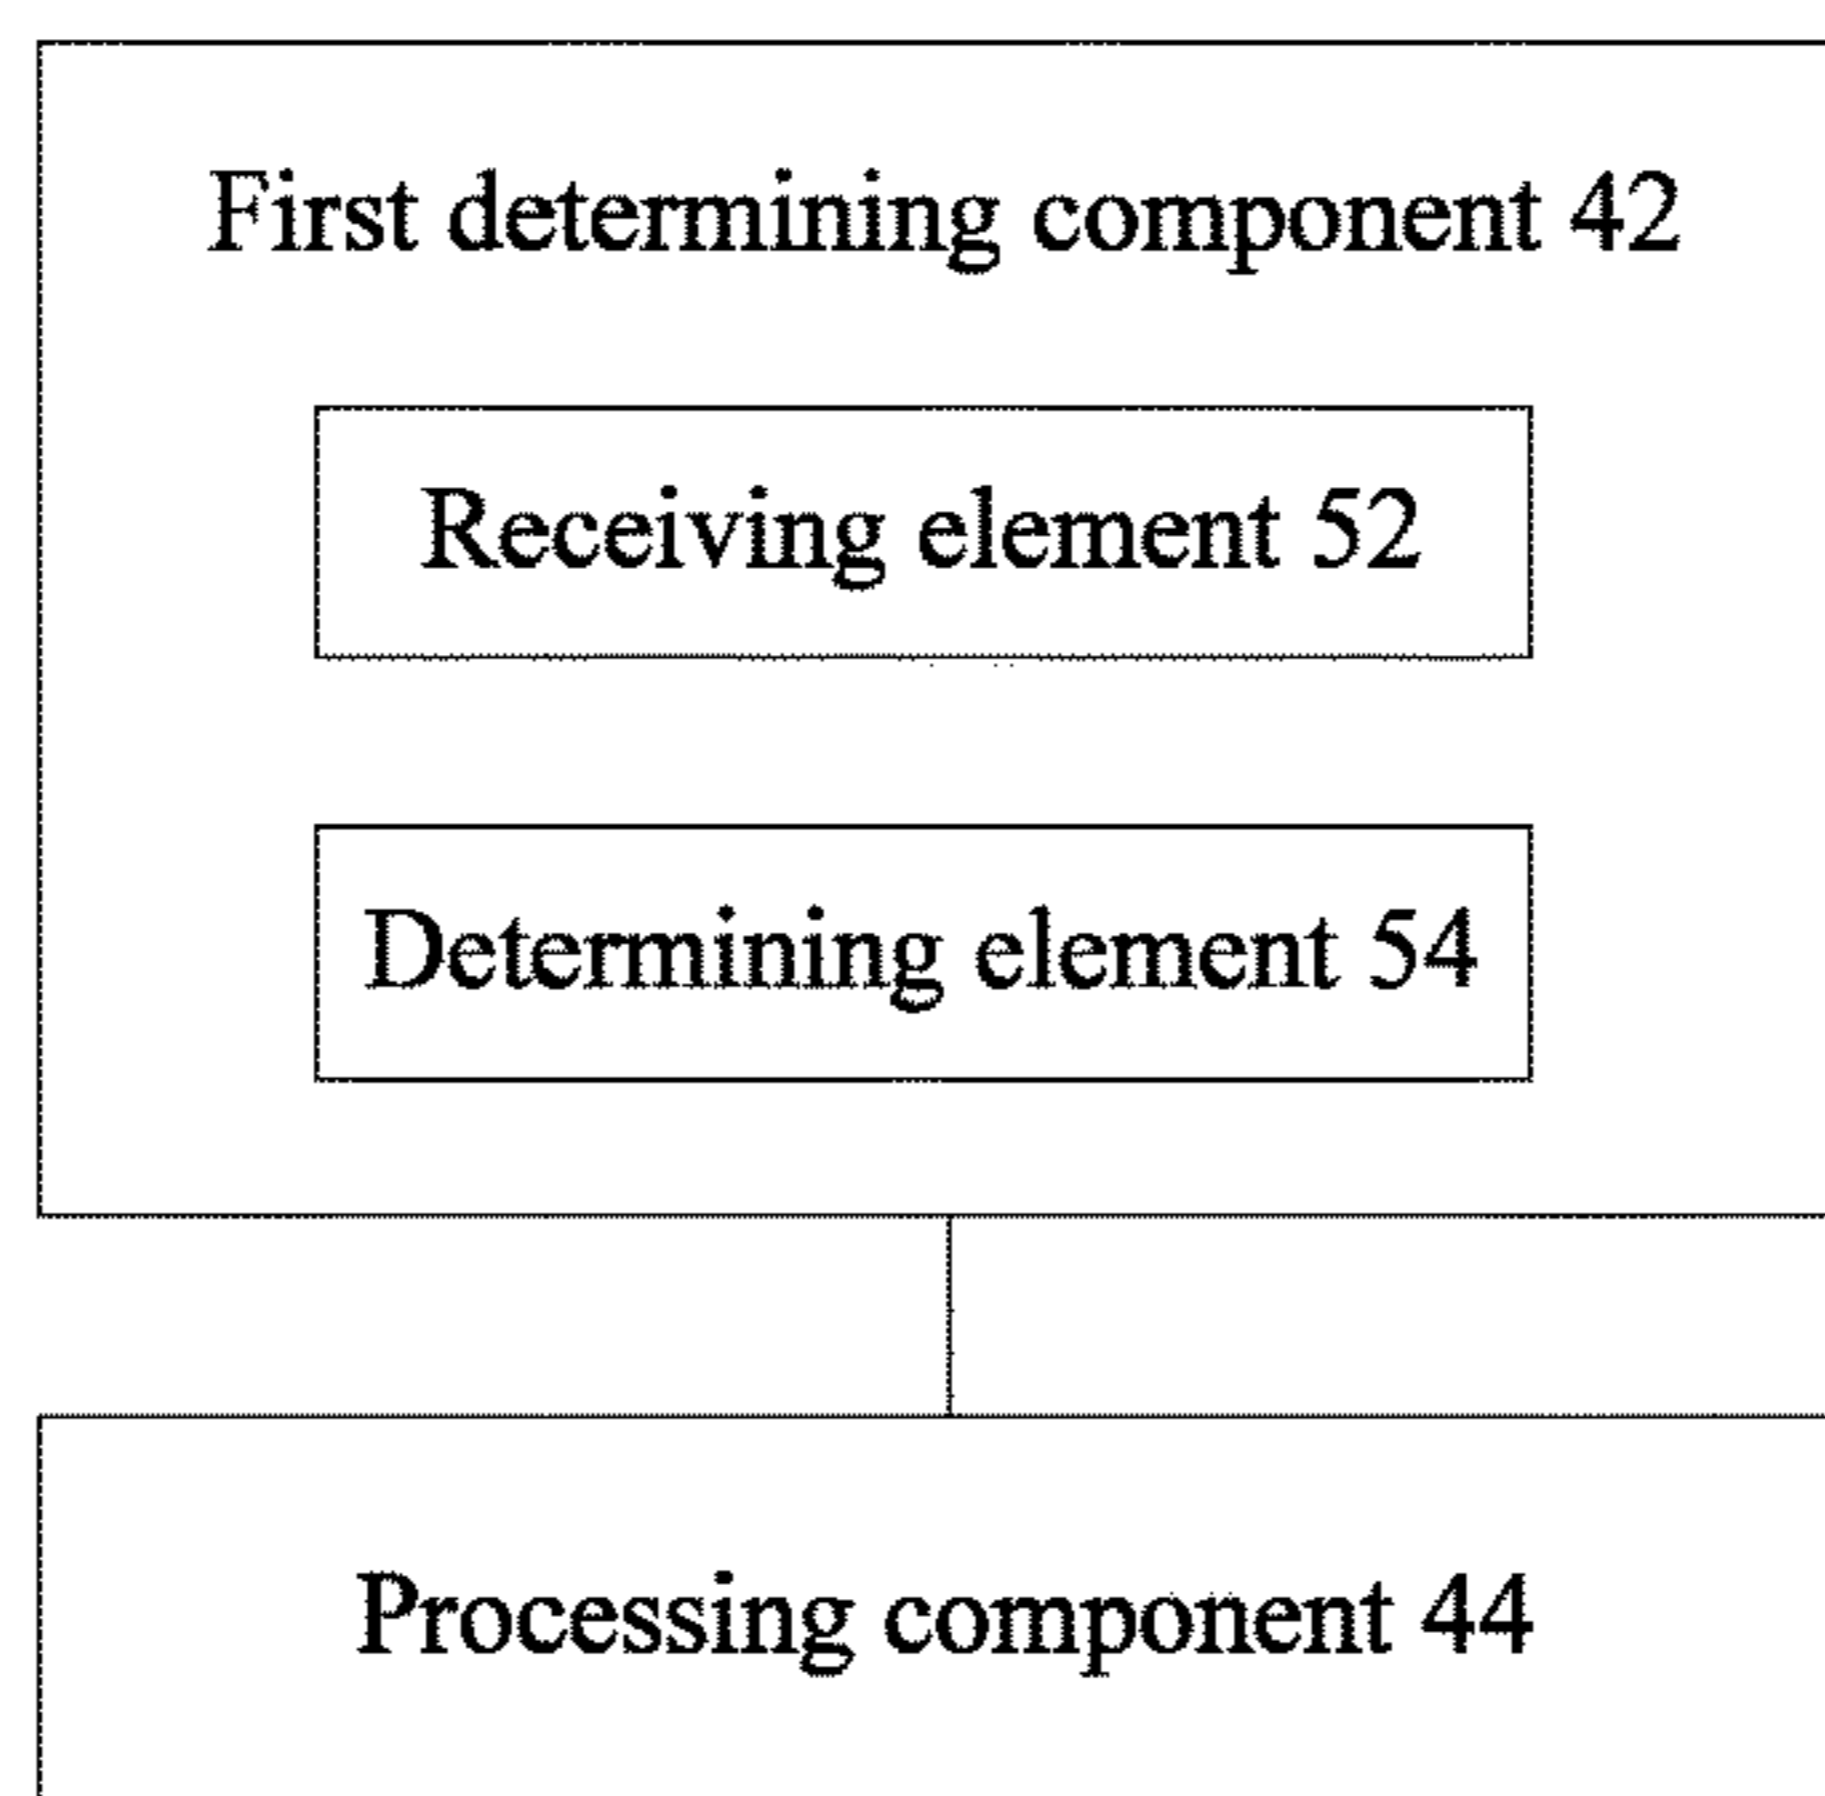 First determining component 42
Receiving element 52
Determining element 54
Processing component 44